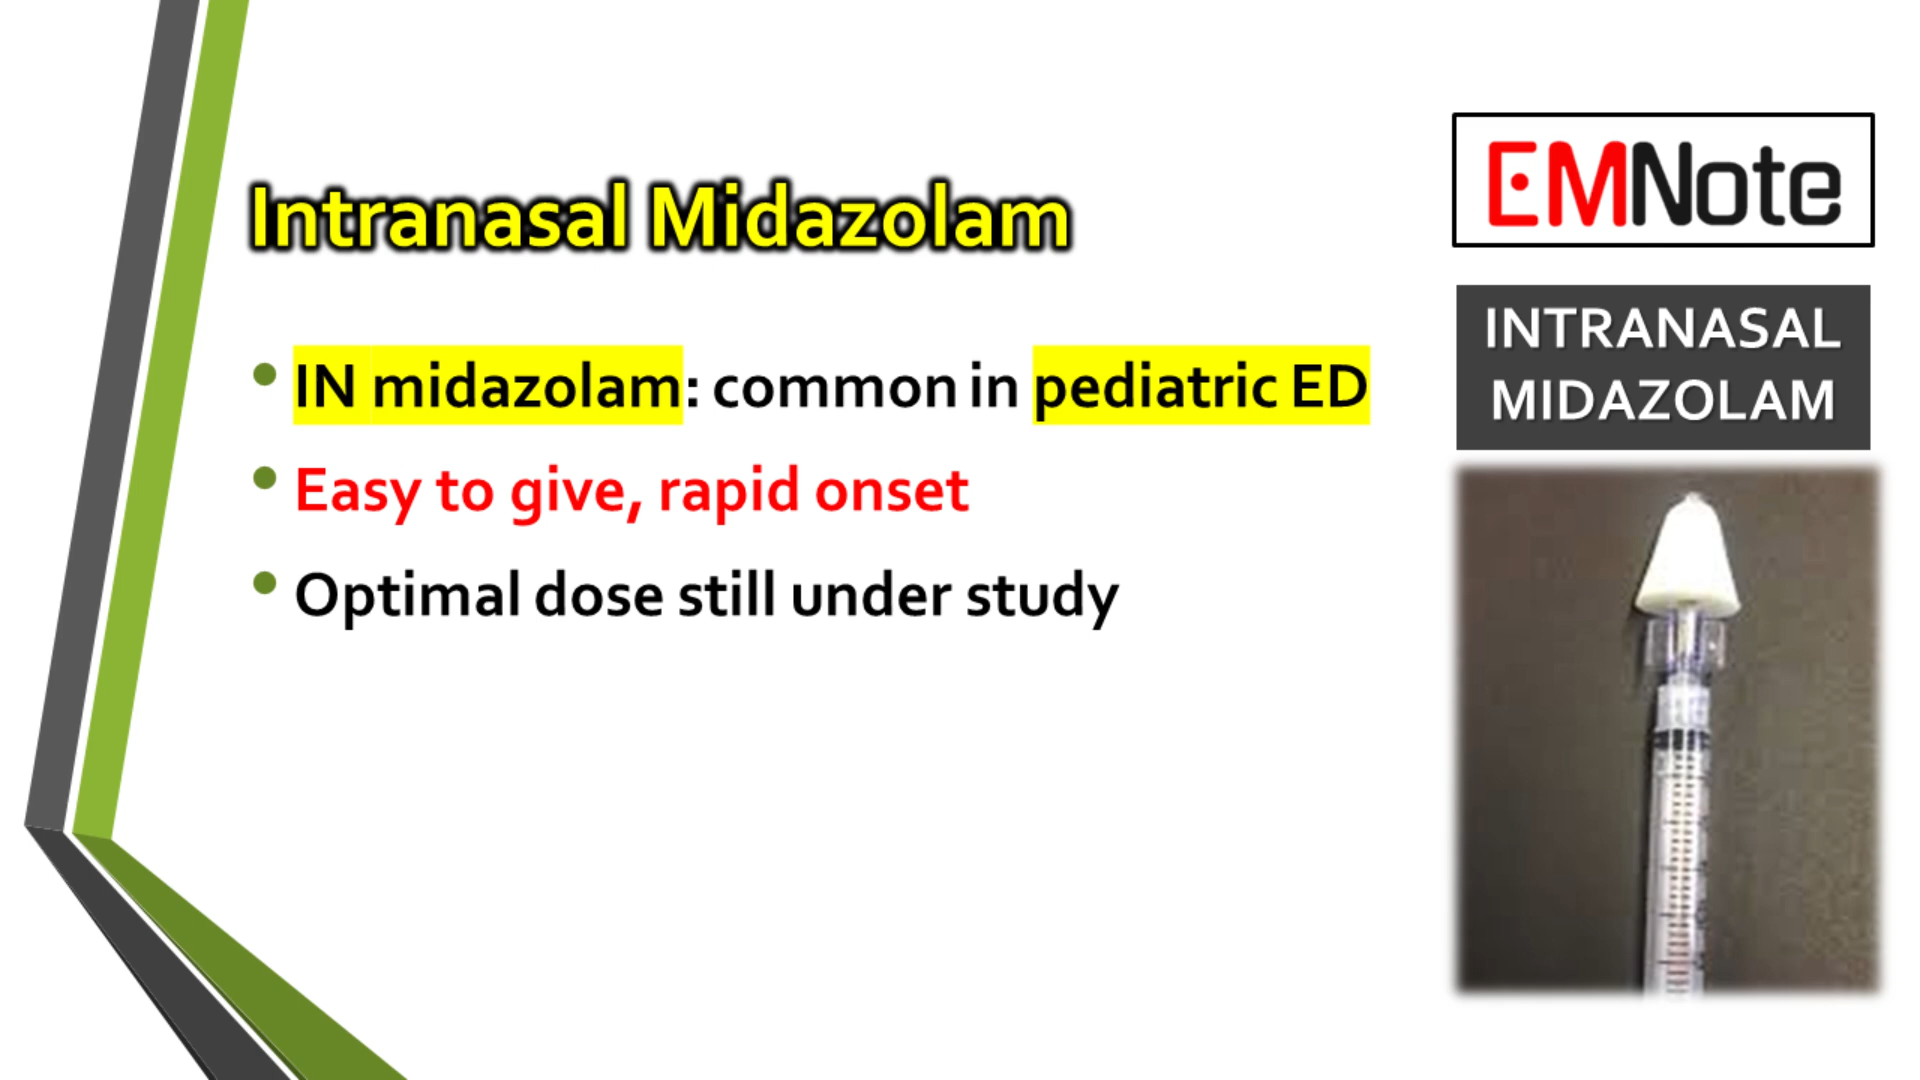 Intranasal Midazolam
• IN midazolam: common in pediatric ED
• Easy to give, rapid onset
• Optimal dose still under study
EMNote
INTRANASAL
MIDAZOLAM